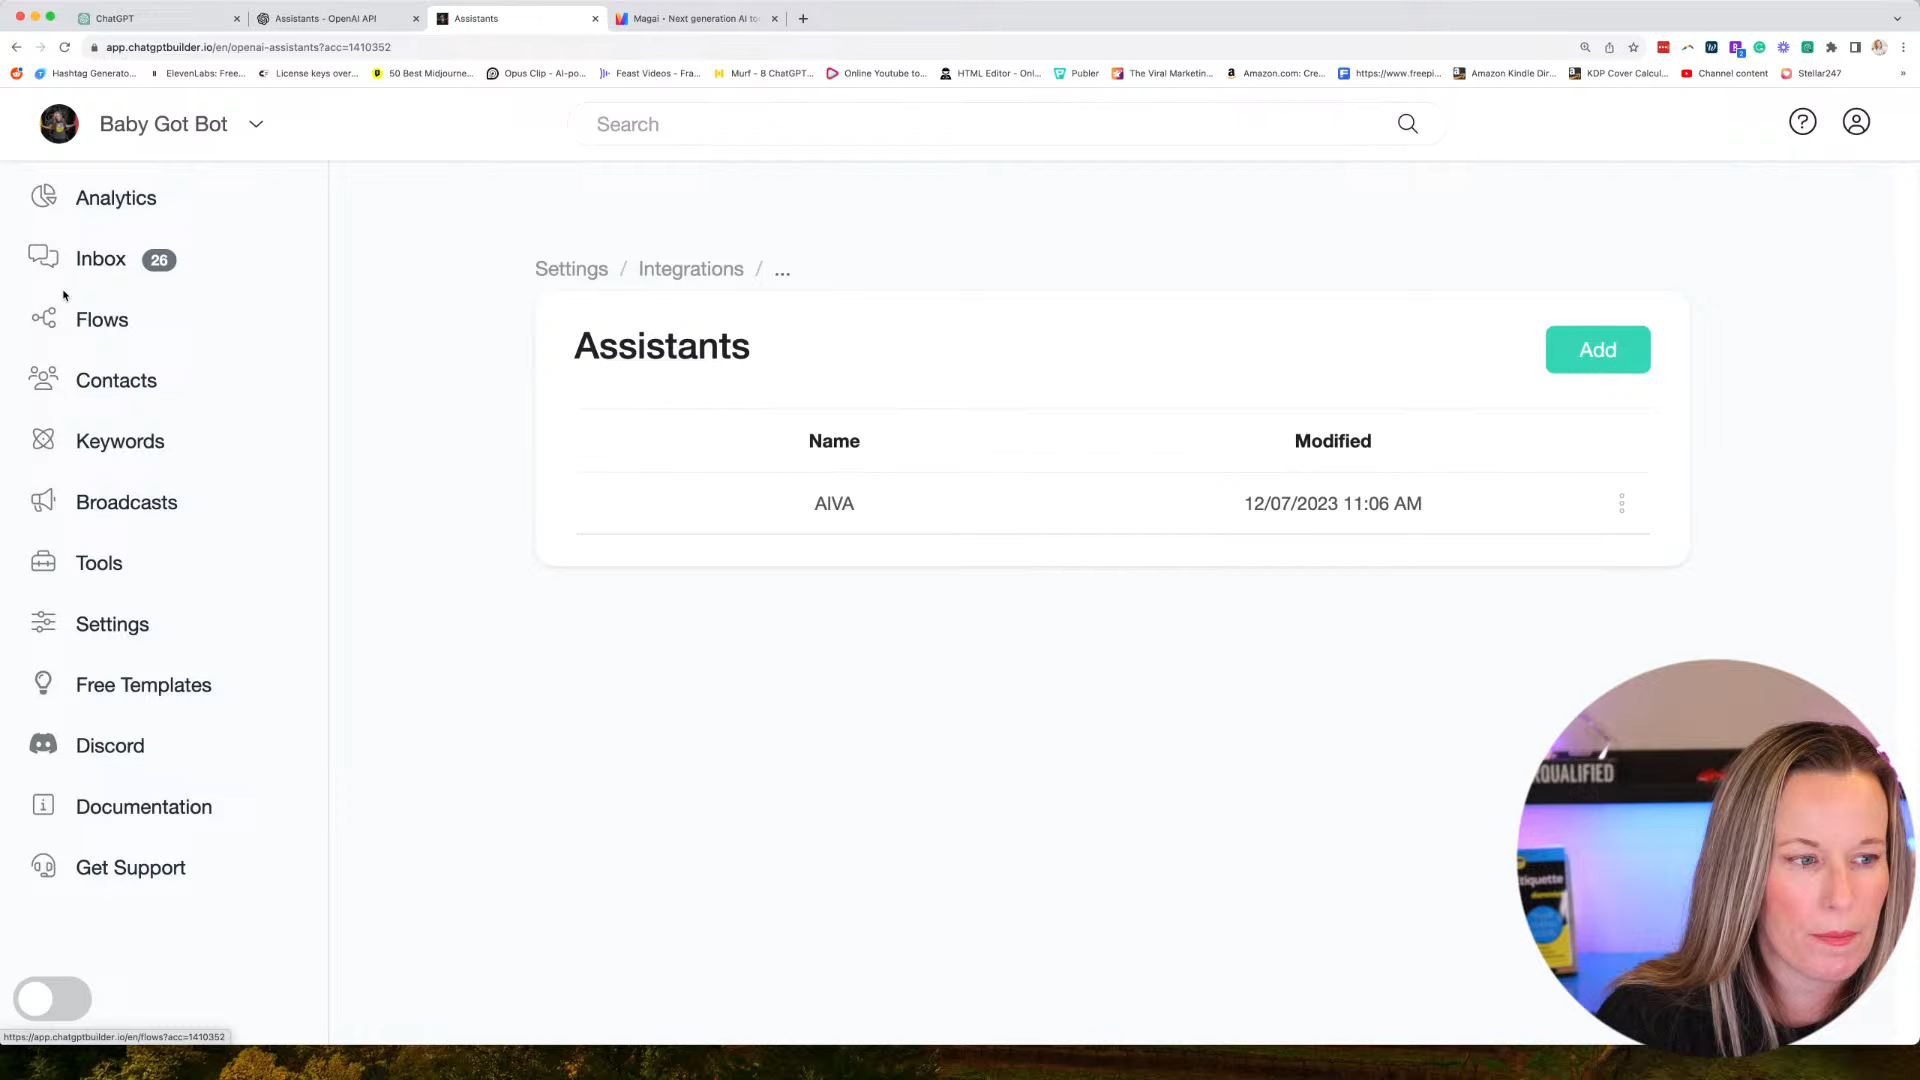 ChatGPT
Assistants - OpenAI API
Assistants
Magai • Next generation AI to
app.chatgptbuilder.io/en/openai-assistants?acc=1410352
Hashtag Generato...
ElevenLabs: Free...
License keys over...
50 Best Midjourne...
Opus Clip - AI-po...
Feast Videos - Fra...
Murf - 8 ChatGPT...
Online Youtube to...
HTML Editor - Onl...
Publer
The Viral Marketin...
Amazon.com: Cre...
https://www.freepi...
Amazon Kindle Dir...
KDP Cover Calcul...
Channel content
Stellar247
»
Baby Got Bot
Search
Analytics
Inbox 26
Flows
Contacts
Keywords
Broadcasts
Tools
Settings
Free Templates
Discord
Documentation
Get Support
Settings / Integrations / ...
Assistants
Add
Name Modified
AIVA 12/07/2023 11:06 AM
QUALIFIED
tiquette
https://app.chatgptbuilder.io/en/flows?acc=1410352